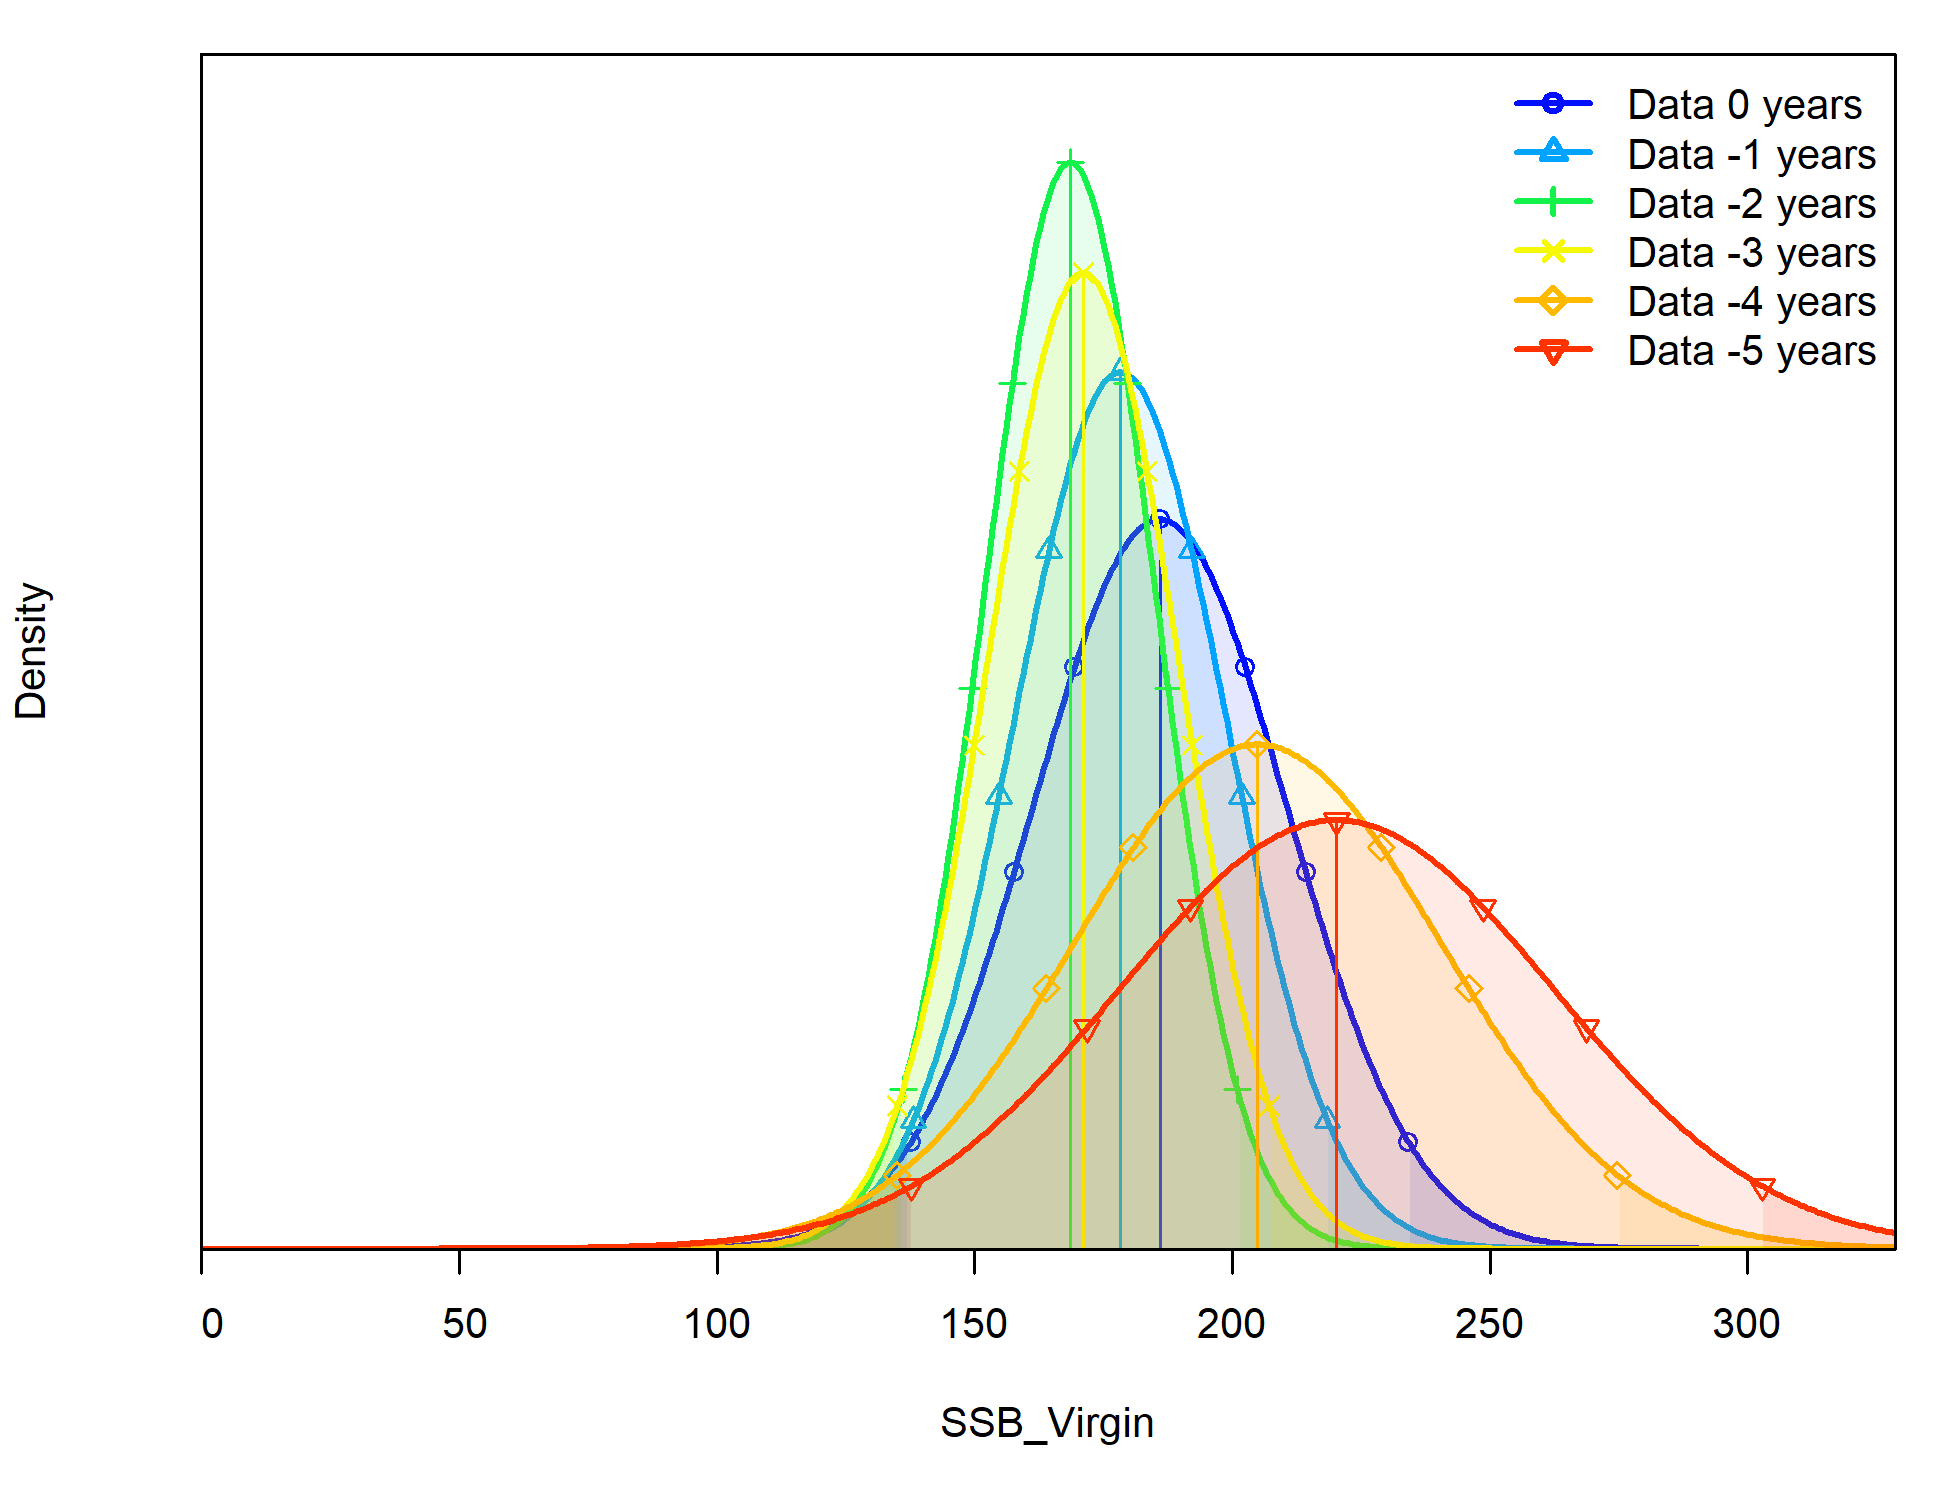 Data 0 years
Data -1 years
Data -2 years
Data -3 years
Data -4 years
Data -5 years
Density
0 50 100 150 200 250 300
SSB_Virgin